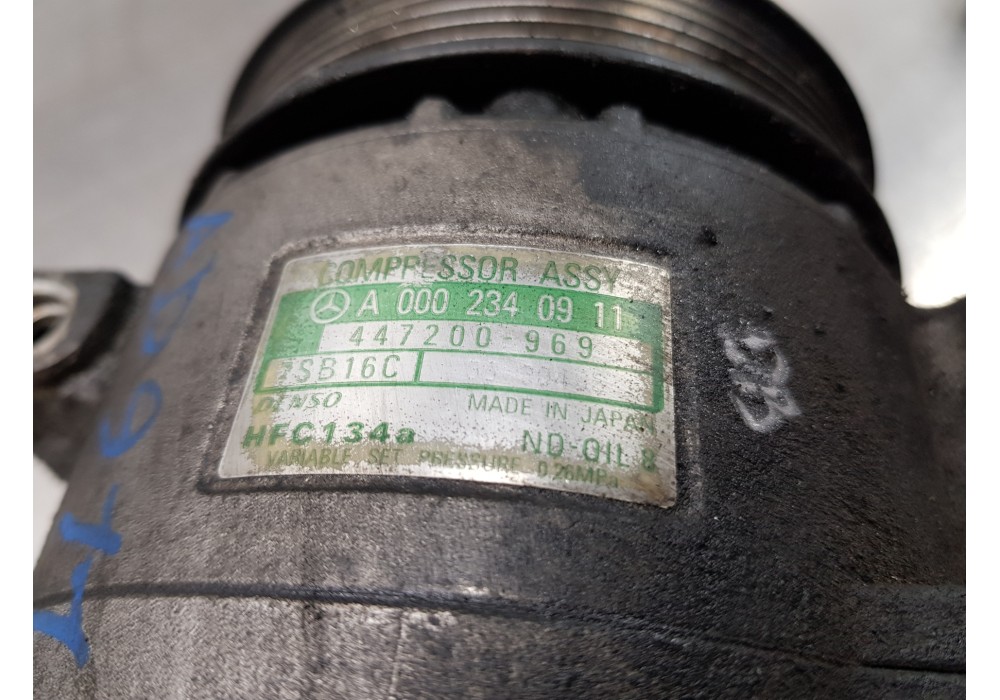 COMPRESSOR ASSY
A 000 234 09 11
447200-969
7SB16C
DENSO MADE IN JAPAN
HFC134a ND-OIL 8
VARIABLE SET PRESSURE 0.26MPa